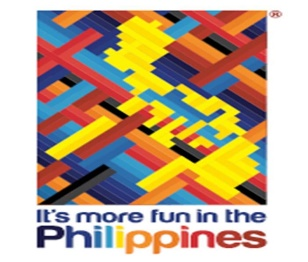 ®
It's more fun in the
Philippines